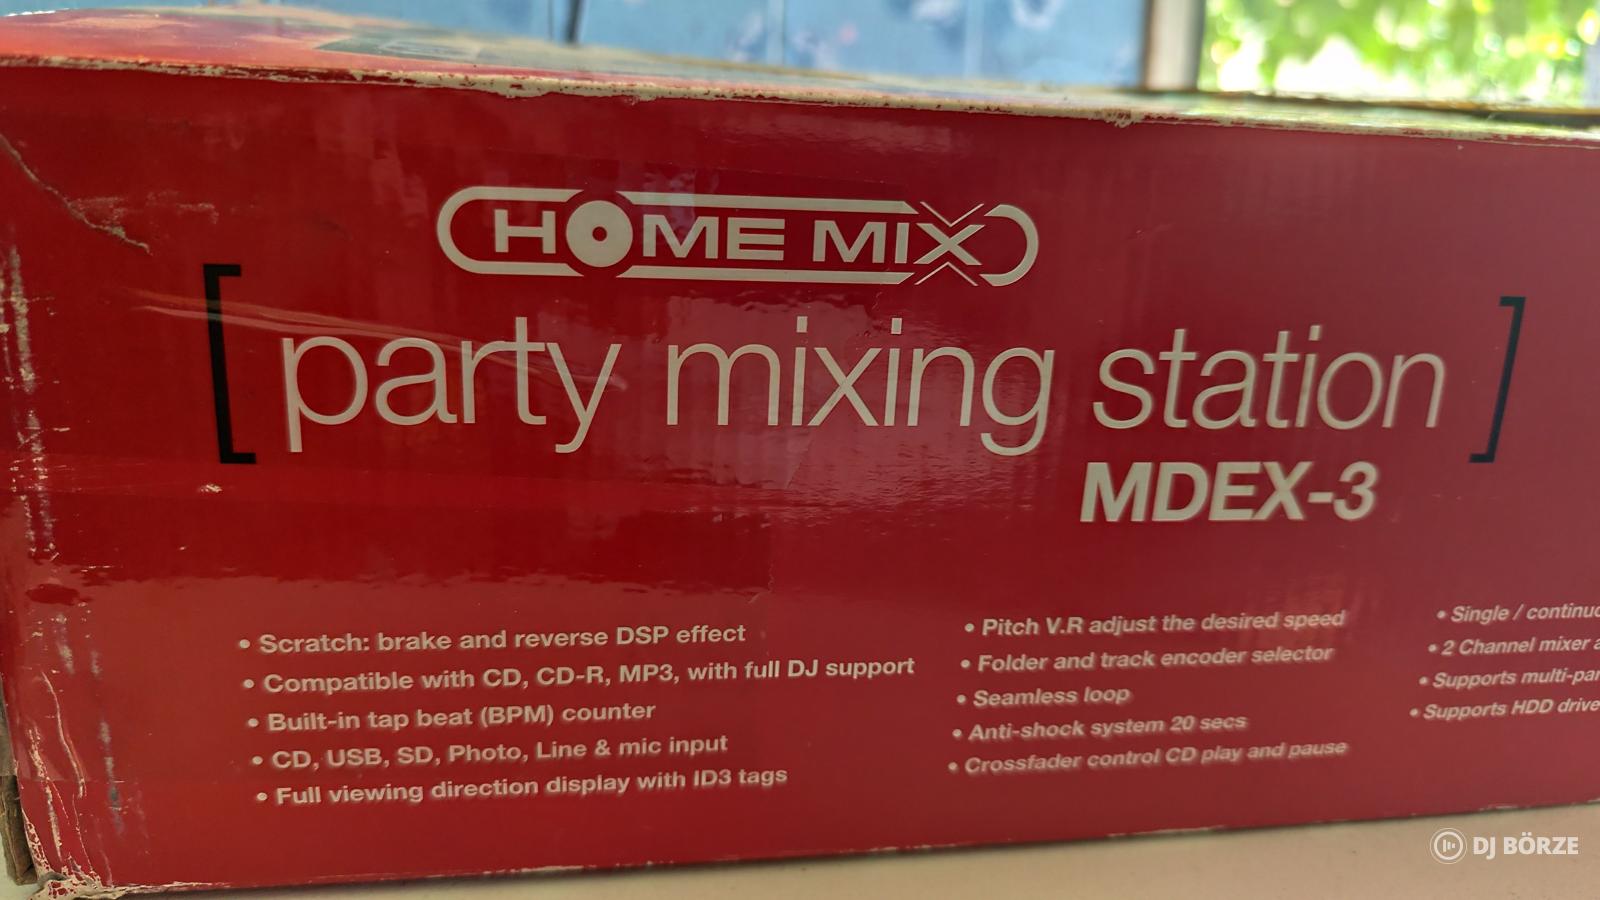 HOME MIX
[party mixing station]
MDEX-3
• Scratch: brake and reverse DSP effect
• Compatible with CD, CD-R, MP3, with full DJ support
• Built-in tap beat (BPM) counter
• CD, USB, SD, Photo, Line & mic input
• Full viewing direction display with ID3 tags
• Pitch V.R adjust the desired speed
• Folder and track encoder selector
• Seamless loop
• Anti-shock system 20 secs
• Crossfader control CD play and pause
• Single /
• 2 Channel mixer
• Supports
• Supports HDD
DJ BÖRZE